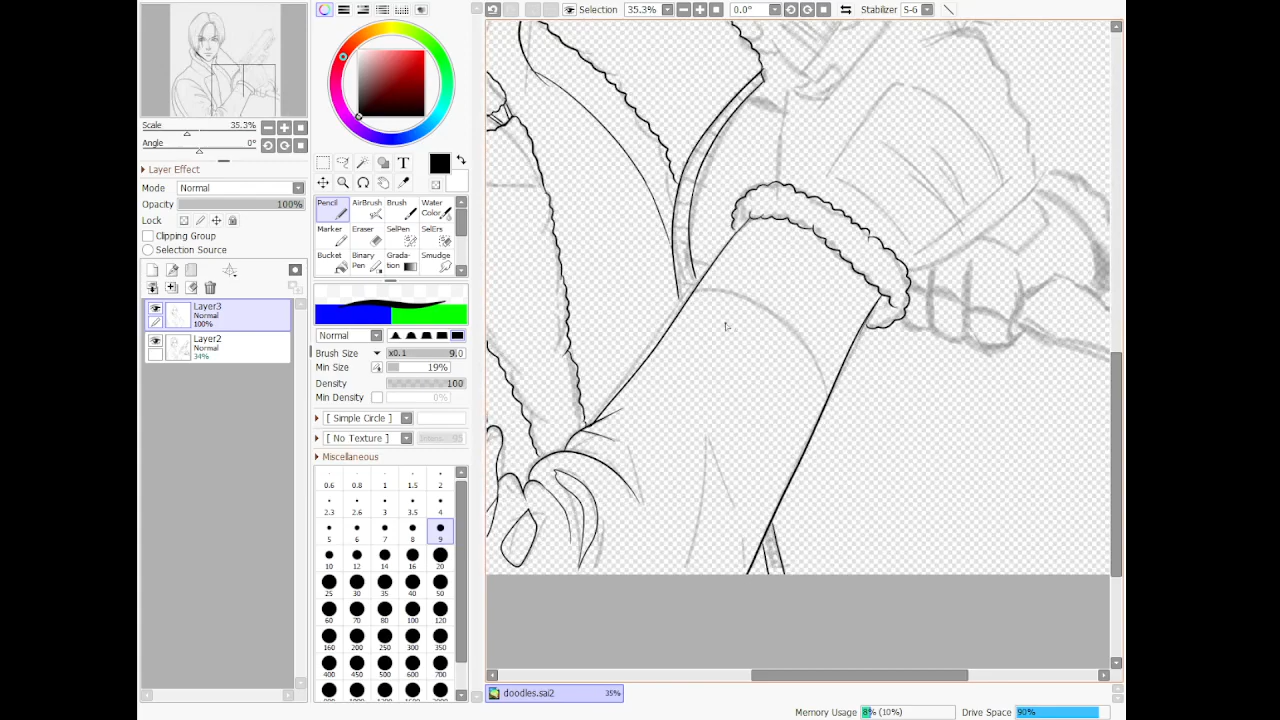 Selection 35.3% 0.0° Stabilizer S-6
Scale 35.3%
Angle 0°
Layer Effect
Mode Normal
Opacity 100%
Lock
Clipping Group
Selection Source
Layer3
Normal
100%
Layer2
Normal
34%
T
Pencil AirBrush Brush Water Color
Marker Eraser SelPen SelErs
Bucket Binary Pen Grada-tion Smudge
Normal
Brush Size x0.1 9.0
Min Size 19%
Density 100
Min Density 0%
[ Simple Circle ]
[ No Texture ] 95
Miscellaneous
0.6 0.8 1 1.5 2
2.3 2.6 3 3.5 4
5 6 7 8 9
10 12 14 16 20
25 30 35 40 50
60 70 80 100 120
160 200 250 300 350
400 450 500 600 700
doodles.sai2 35%
Memory Usage 8% (10%) Drive Space 90%